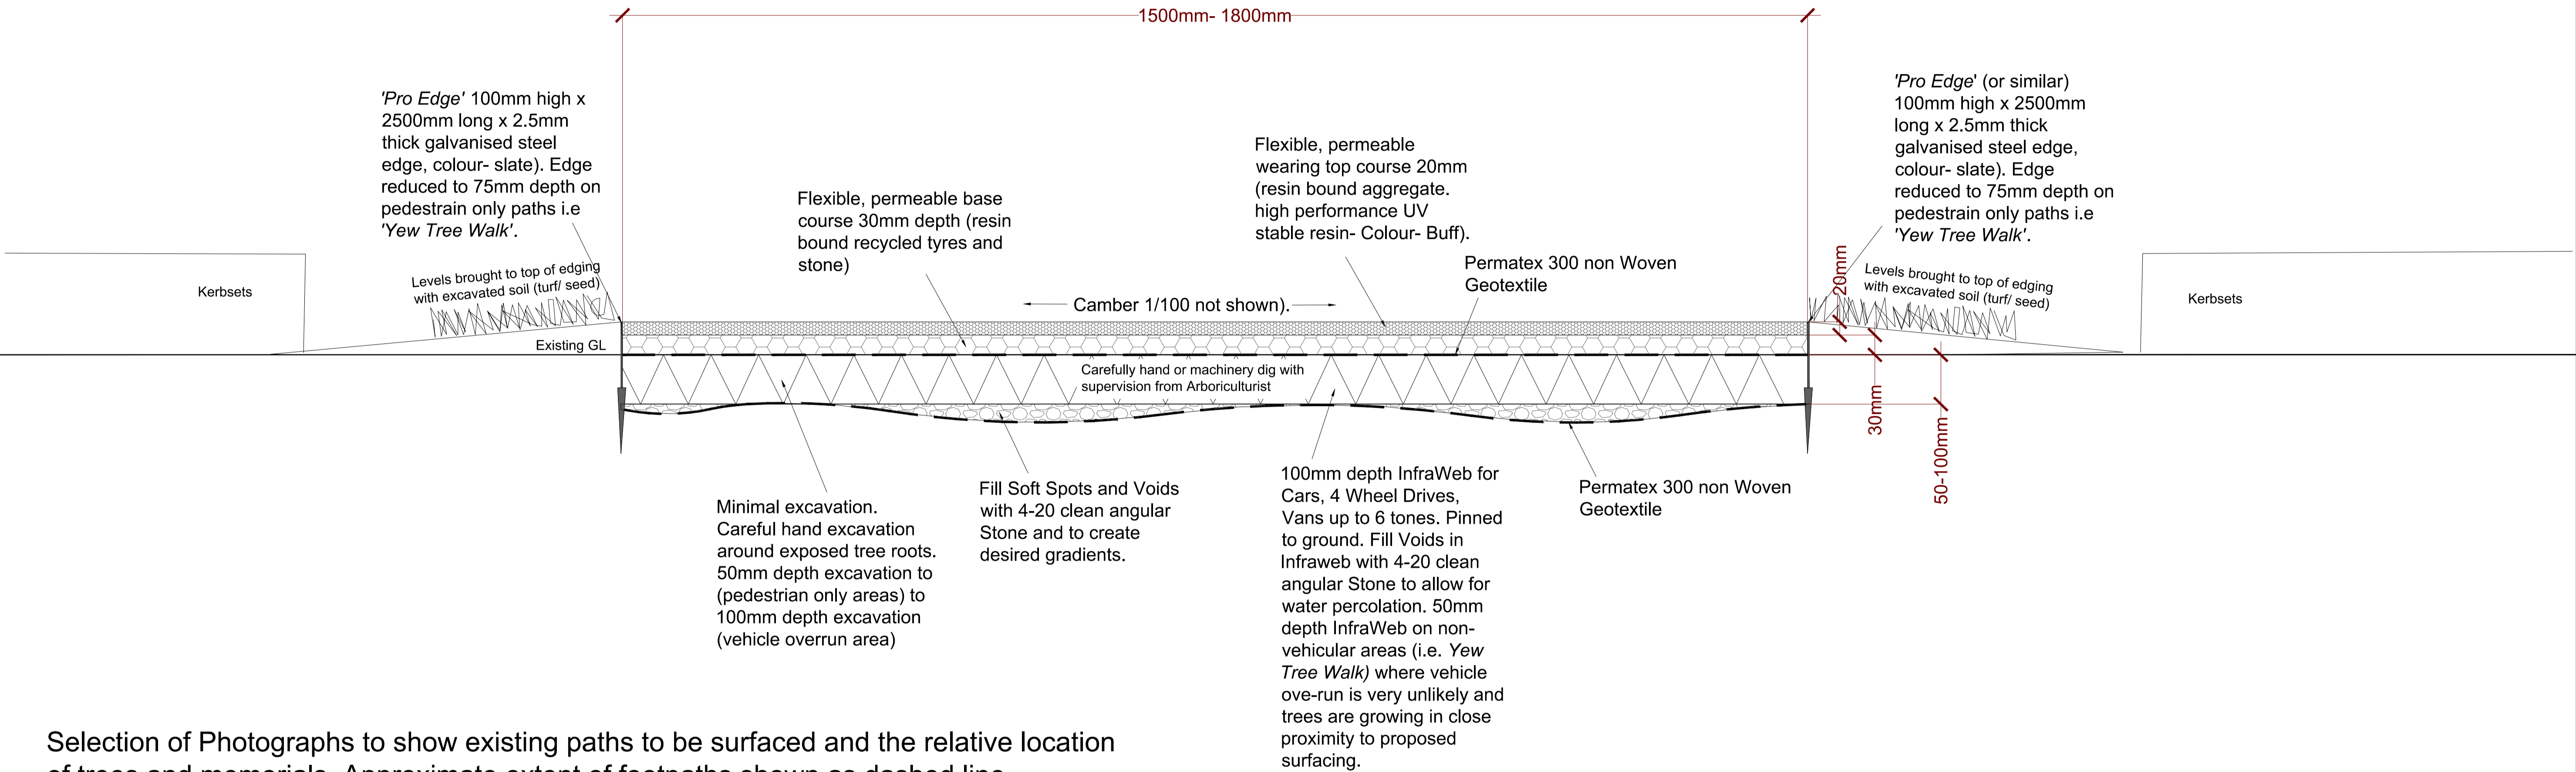 1500mm- 1800mm
'Pro Edge' 100mm high x
2500mm long x 2.5mm
thick galvanised steel
edge, colour- slate). Edge
reduced to 75mm depth on
pedestrain only paths i.e
'Yew Tree Walk'.
Flexible, permeable base
course 30mm depth (resin
bound recycled tyres and
stone)
Flexible, permeable
wearing top course 20mm
(resin bound aggregate.
high performance UV
stable resin- Colour- Buff).
Permatex 300 non Woven
Geotextile
'Pro Edge' (or similar)
100mm high x 2500mm
long x 2.5mm thick
galvanised steel edge,
colour- slate). Edge
reduced to 75mm depth on
pedestrain only paths i.e
'Yew Tree Walk'.
Kerbsets
Levels brought to top of edging
with excavated soil (turf/ seed)
Existing GL
Camber 1/100 not shown).
20mm
Levels brought to top of edging
with excavated soil (turf/ seed)
Kerbsets
Carefully hand or machinery dig with
supervision from Arboriculturist
30mm
50-100mm
Minimal excavation.
Careful hand excavation
around exposed tree roots.
50mm depth excavation to
(pedestrian only areas) to
100mm depth excavation
(vehicle overrun area)
Fill Soft Spots and Voids
with 4-20 clean angular
Stone and to create
desired gradients.
100mm depth InfraWeb for
Cars, 4 Wheel Drives,
Vans up to 6 tones. Pinned
to ground. Fill Voids in
Infraweb with 4-20 clean
angular Stone to allow for
water percolation. 50mm
depth InfraWeb on non-
vehicular areas (i.e. Yew
Tree Walk) where vehicle
ove-run is very unlikely and
trees are growing in close
proximity to proposed
surfacing.
Permatex 300 non Woven
Geotextile
Selection of Photographs to show existing paths to be surfaced and the relative location
of trees and memorials. Approximate extent of footpaths shown as dashed line